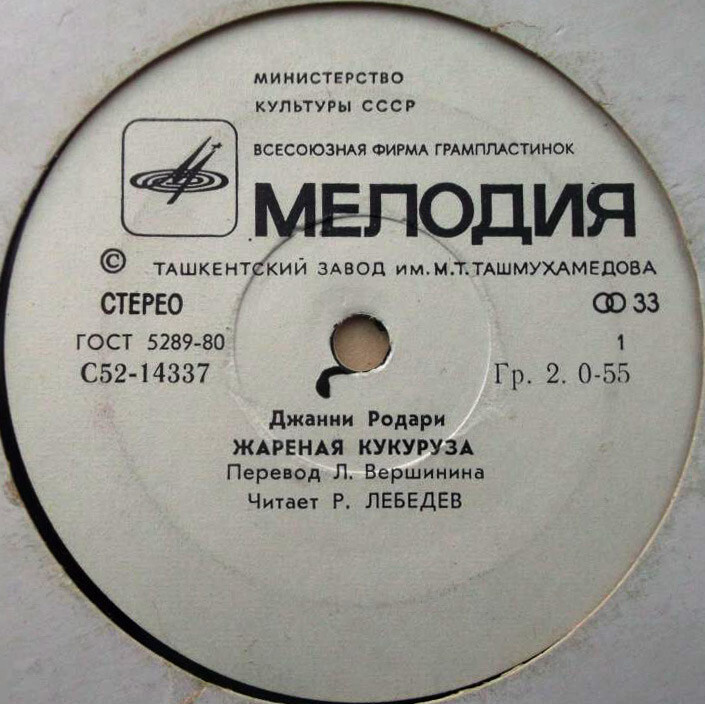 МИНИСТЕРСТВО
КУЛЬТУРЫ СССР
ВСЕСОЮЗНАЯ ФИРМА ГРАМПЛАСТИНОК
МЕЛОДИЯ
© ТАШКЕНТСКИЙ ЗАВОД ИМ. М.Т.ТАШМУХАМЕДОВА
СТЕРЕО 33
ГОСТ 5289-80 1
С52-14337 Гр. 2. 0-55
Джанни Родари
ЖАРЕНАЯ КУКУРУЗА
Перевод Л. Вершинина
Читает Р. ЛЕБЕДЕВ